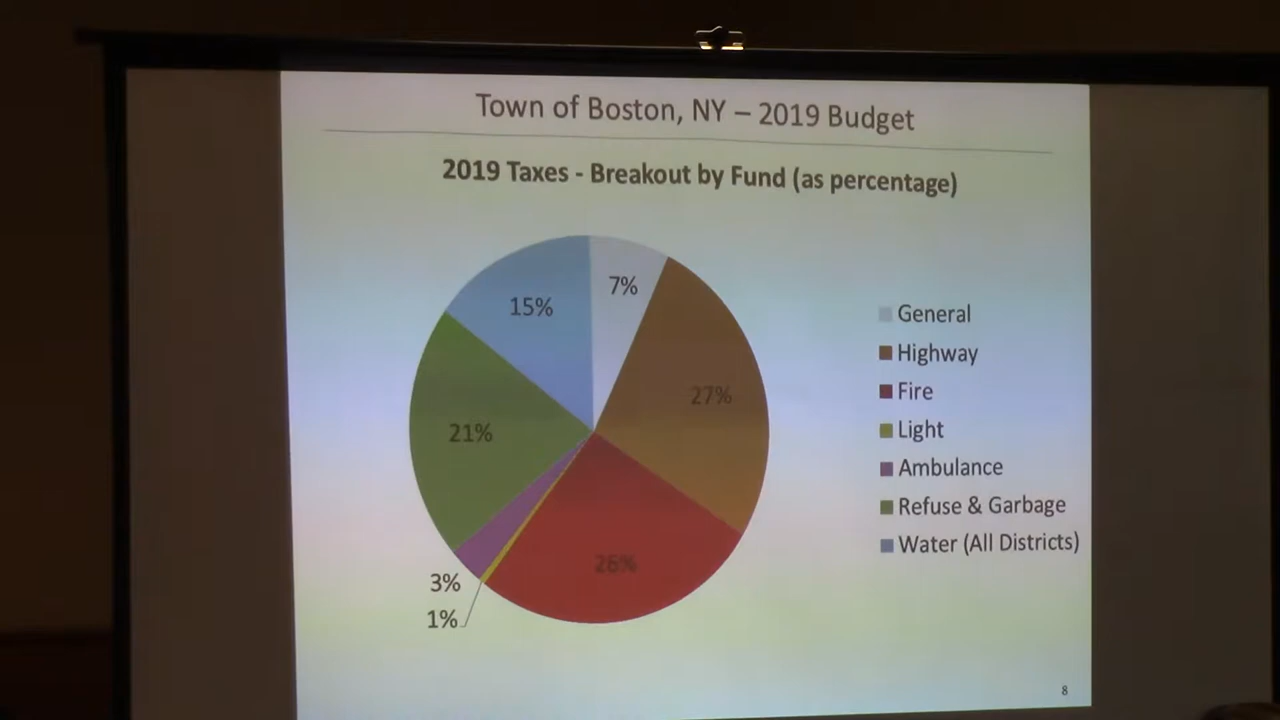 Town of Boston, NY – 2019 Budget
2019 Taxes - Breakout by Fund (as percentage)
7%
15%
27%
21%
26%
3%
1%
General
Highway
Fire
Light
Ambulance
Refuse & Garbage
Water (All Districts)
8